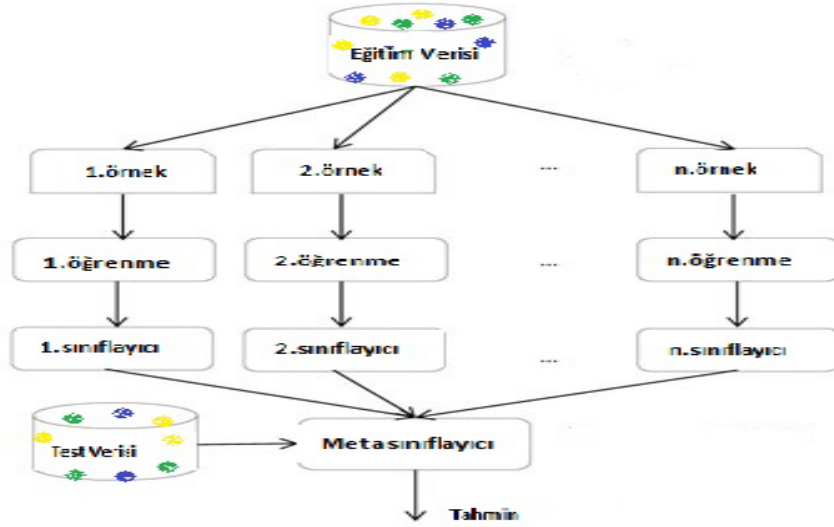 Eğitim Verisi
1.örnek 2.örnek ... n.örnek
1.öğrenme 2.öğrenme ... n.öğrenme
1.sınıflayıcı 2.sınıflayıcı ... n.sınıflayıcı
Test Verisi
Metasınıflayıcı
Tahmin